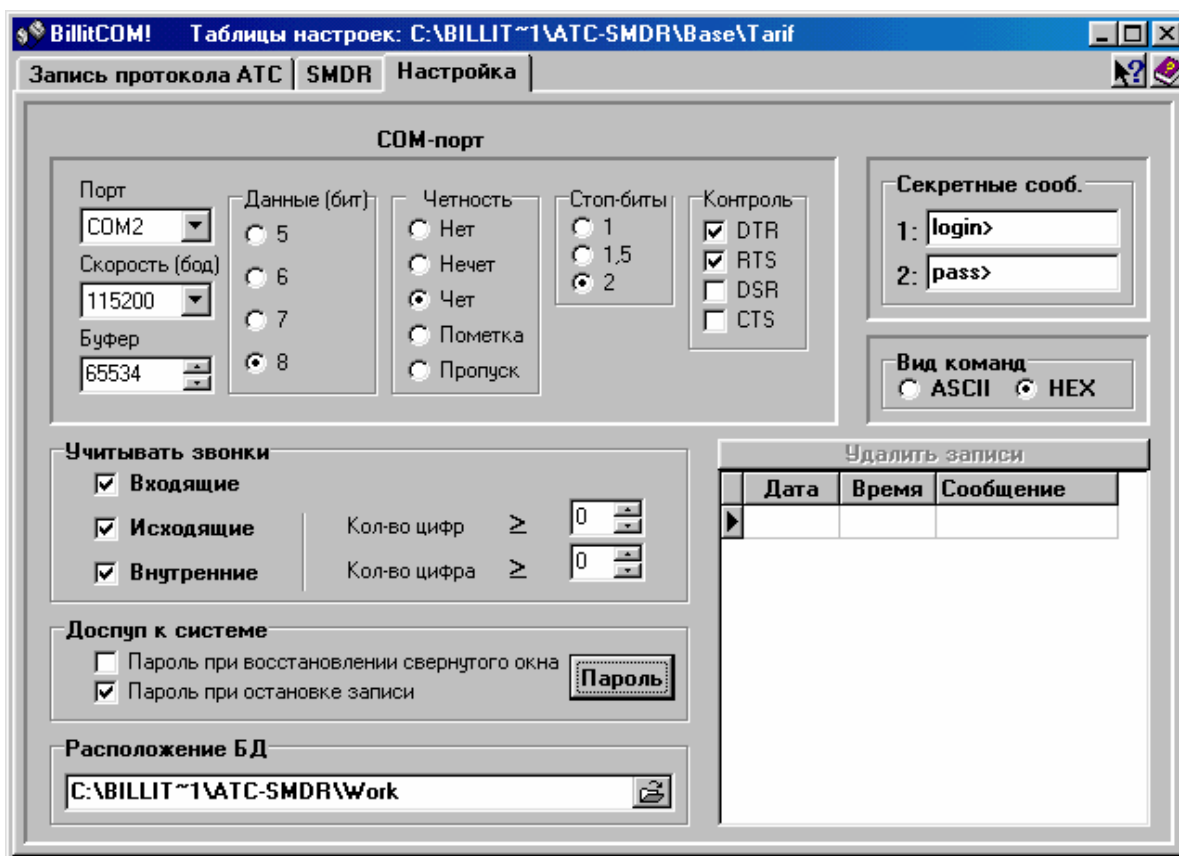 BillitCOM! Таблицы настроек: C:\BILLIT~1\ATC-SMDR\Base\Tarif
Запись протокола АТС SMDR Настройка
COM-порт
Порт
COM2
Скорость (бод)
115200
Буфер
65534
Данные (бит)
5
6
7
8
Четность
Нет
Нечет
Чет
Пометка
Пропуск
Стоп-биты
1
1,5
2
Контроль
DTR
RTS
DSR
CTS
Секретные сооб.
1: login>
2: pass>
Вид команд
ASCII HEX
Учитывать звонки
Входящие
Исходящие Кол-во цифр ≥ 0
Внутренние Кол-во цифра ≥ 0
Удалить записи
Дата Время Сообщение
Доспуп к системе
Пароль при восстановлении свернутого окна
Пароль при остановке записи
Пароль
Расположение БД
C:\BILLIT~1\ATC-SMDR\Work